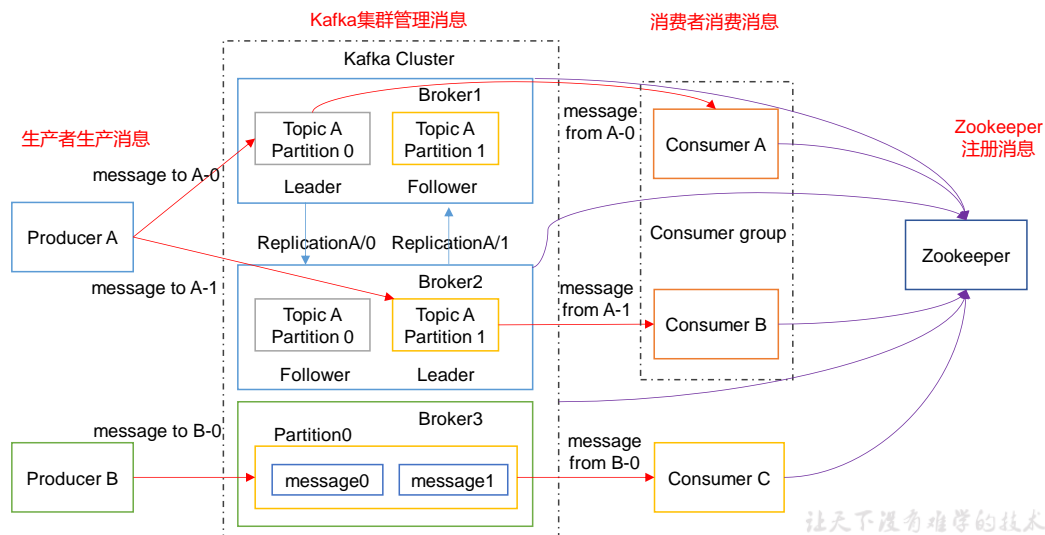 Kafka集群管理消息
消费者消费消息
生产者生产消息
Zookeeper
注册消息
Kafka Cluster
Broker1
Topic A
Partition 0
Topic A
Partition 1
Leader
Follower
message to A-0
message
from A-0
Producer A
ReplicationA/0
ReplicationA/1
message to A-1
Broker2
Topic A
Partition 0
Topic A
Partition 1
Follower
Leader
message
from A-1
Consumer A
Consumer group
Consumer B
Zookeeper
message to B-0
Producer B
Broker3
Partition0
message0
message1
message
from B-0
Consumer C
让天下没有难学的技术